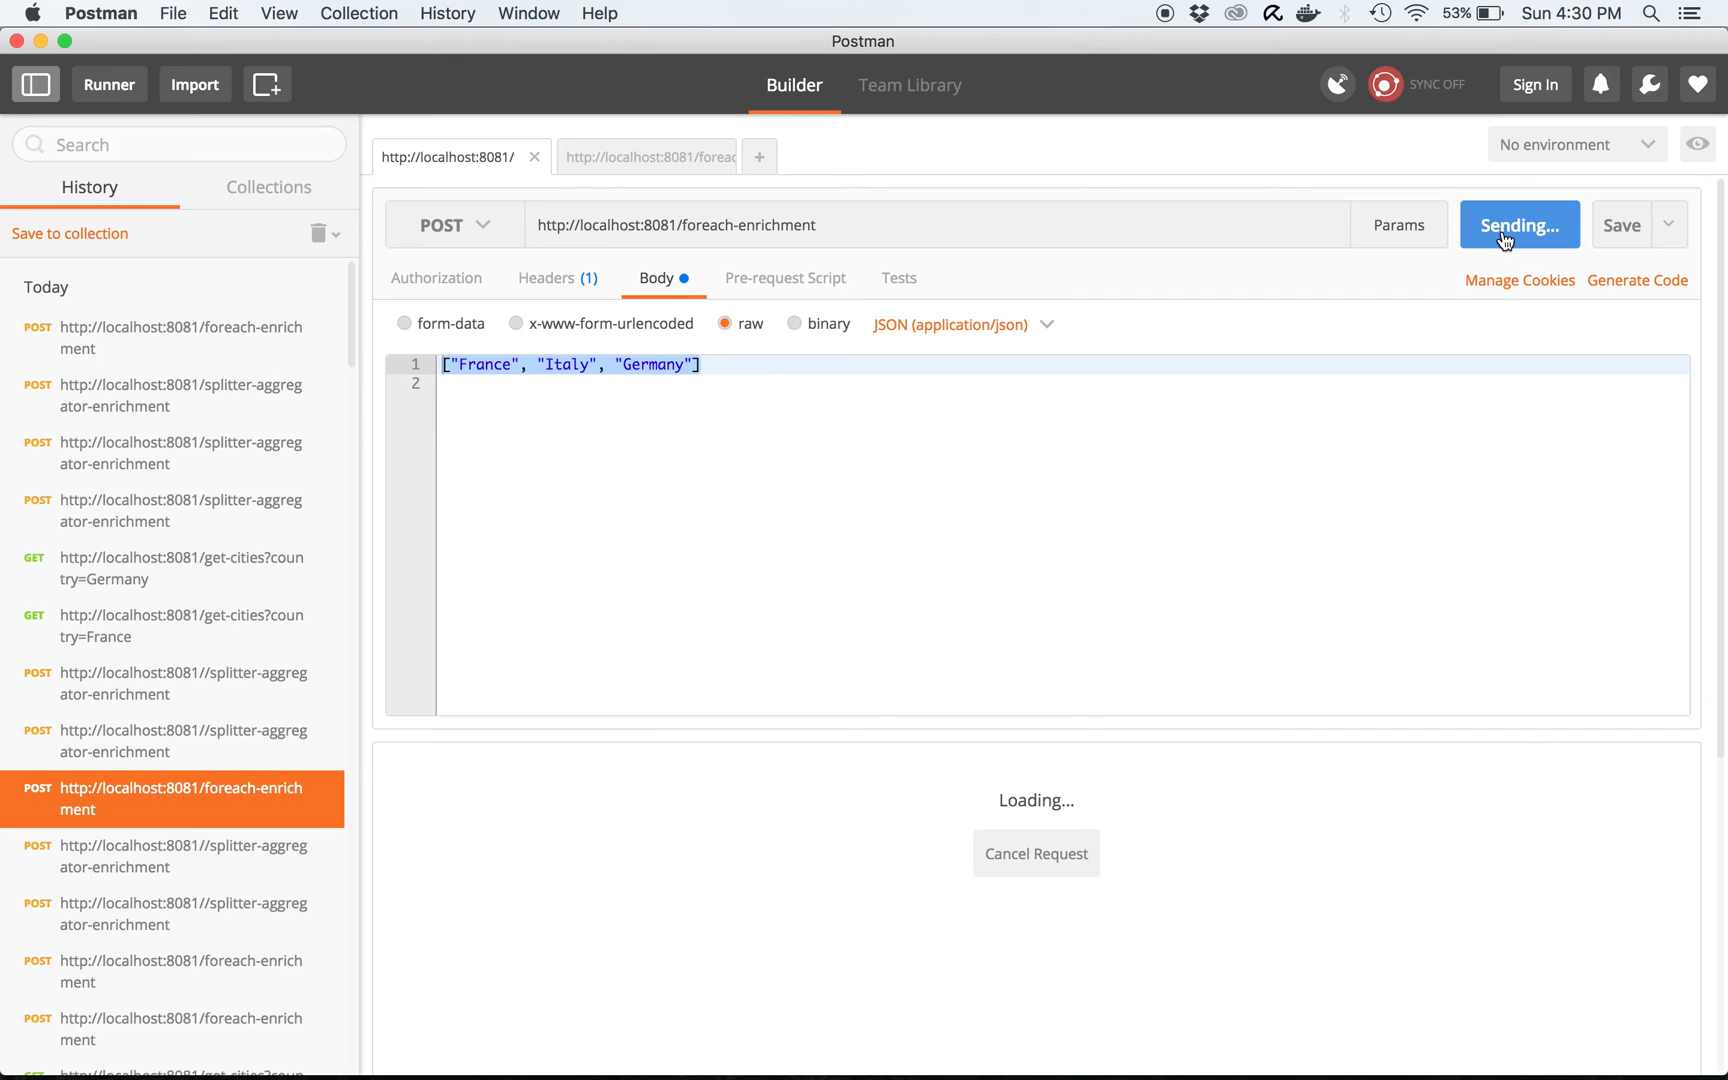 Postman File Edit View Collection History Window Help 53% Sun 4:30 PM
Postman
Runner Import Builder Team Library SYNC OFF Sign In
Search
http://localhost:8081/ http://localhost:8081/foreac + No environment
History Collections
Save to collection
POST http://localhost:8081/foreach-enrichment Params Sending... Save
Authorization Headers (1) Body Pre-request Script Tests Manage Cookies Generate Code
form-data x-www-form-urlencoded raw binary JSON (application/json)
1 ["France", "Italy", "Germany"]
2
Loading...
Cancel Request
Today
POST http://localhost:8081/foreach-enrich
ment
POST http://localhost:8081/splitter-aggreg
ator-enrichment
POST http://localhost:8081/splitter-aggreg
ator-enrichment
POST http://localhost:8081/splitter-aggreg
ator-enrichment
GET http://localhost:8081/get-cities?coun
try=Germany
GET http://localhost:8081/get-cities?coun
try=France
POST http://localhost:8081//splitter-aggreg
ator-enrichment
POST http://localhost:8081//splitter-aggreg
ator-enrichment
POST http://localhost:8081/foreach-enrich
ment
POST http://localhost:8081//splitter-aggreg
ator-enrichment
POST http://localhost:8081//splitter-aggreg
ator-enrichment
POST http://localhost:8081/foreach-enrich
ment
POST http://localhost:8081/foreach-enrich
ment
GET http://localhost:8081/get-cities?coun